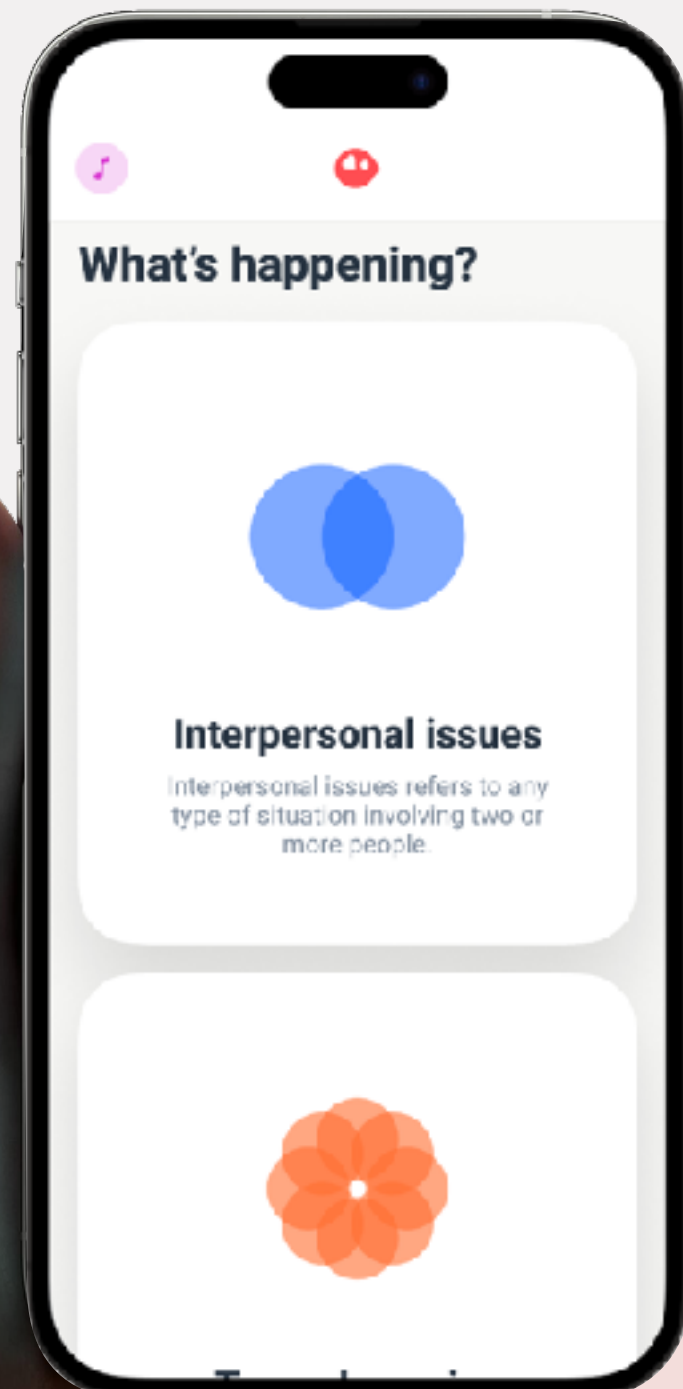 What's happening?
Interpersonal issues
Interpersonal issues refers to any
type of situation involving two or
more people.